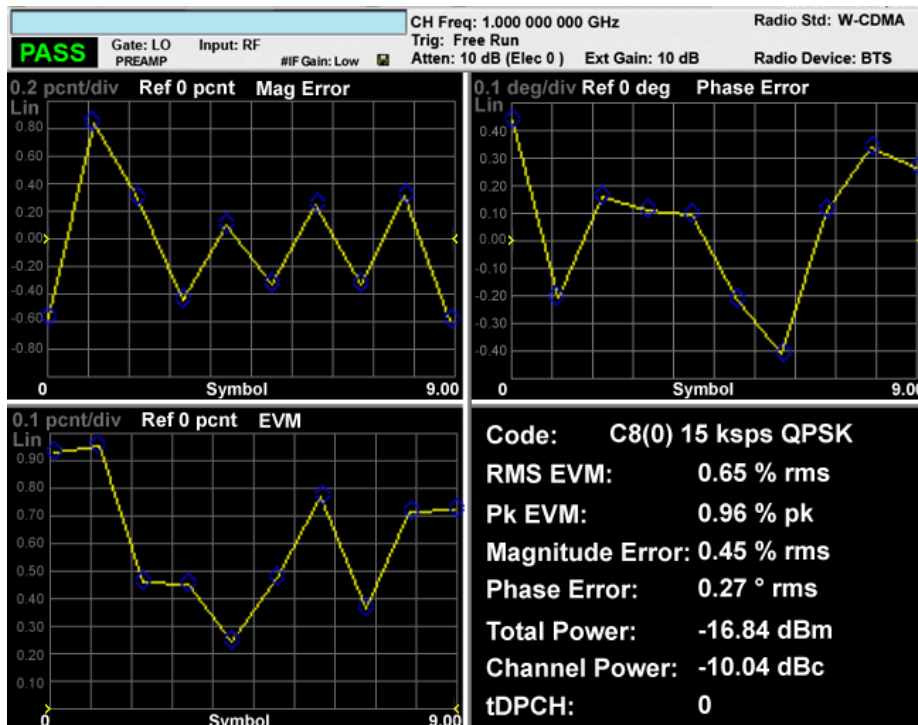 CH Freq: 1.000 000 000 GHz Radio Std: W-CDMA
PASS Gate: LO Input: RF Trig: Free Run
PREAMP #IF Gain: Low Atten: 10 dB (Elec 0 ) Ext Gain: 10 dB Radio Device: BTS
0.2 pcnt/div Ref 0 pcnt Mag Error
Lin
0.80
0.60
0.40
0.20
0.00
-0.20
-0.40
-0.60
-0.80
0 Symbol 9.00
0.1 deg/div Ref 0 deg Phase Error
Lin
0.40
0.30
0.20
0.10
0.00
-0.10
-0.20
-0.30
-0.40
0 Symbol 9.00
0.1 pcnt/div Ref 0 pcnt EVM
Lin
0.90
0.80
0.70
0.60
0.50
0.40
0.30
0.20
0.10
0 Symbol 9.00
Code: C8(0) 15 ksps QPSK
RMS EVM: 0.65 % rms
Pk EVM: 0.96 % pk
Magnitude Error: 0.45 % rms
Phase Error: 0.27 ° rms
Total Power: -16.84 dBm
Channel Power: -10.04 dBc
tDPCH: 0